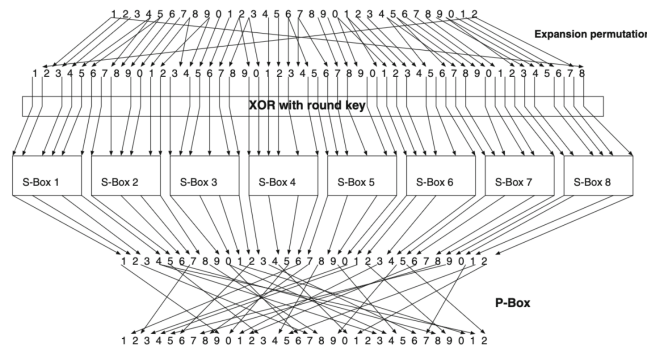 1 2 3 4 5 6 7 8 9 0 1 2 3 4 5 6 7 8 9 0 1 2 3 4 5 6 7 8 9 0 1 2
Expansion permutation
1 2 3 4 5 6 7 8 9 0 1 2 3 4 5 6 7 8 9 0 1 2 3 4 5 6 7 8 9 0 1 2 3 4 5 6 7 8 9 0 1 2 3 4 5 6 7 8
XOR with round key
S-Box 1 S-Box 2 S-Box 3 S-Box 4 S-Box 5 S-Box 6 S-Box 7 S-Box 8
1 2 3 4 5 6 7 8 9 0 1 2 3 4 5 6 7 8 9 0 1 2 3 4 5 6 7 8 9 0 1 2
P-Box
1 2 3 4 5 6 7 8 9 0 1 2 3 4 5 6 7 8 9 0 1 2 3 4 5 6 7 8 9 0 1 2